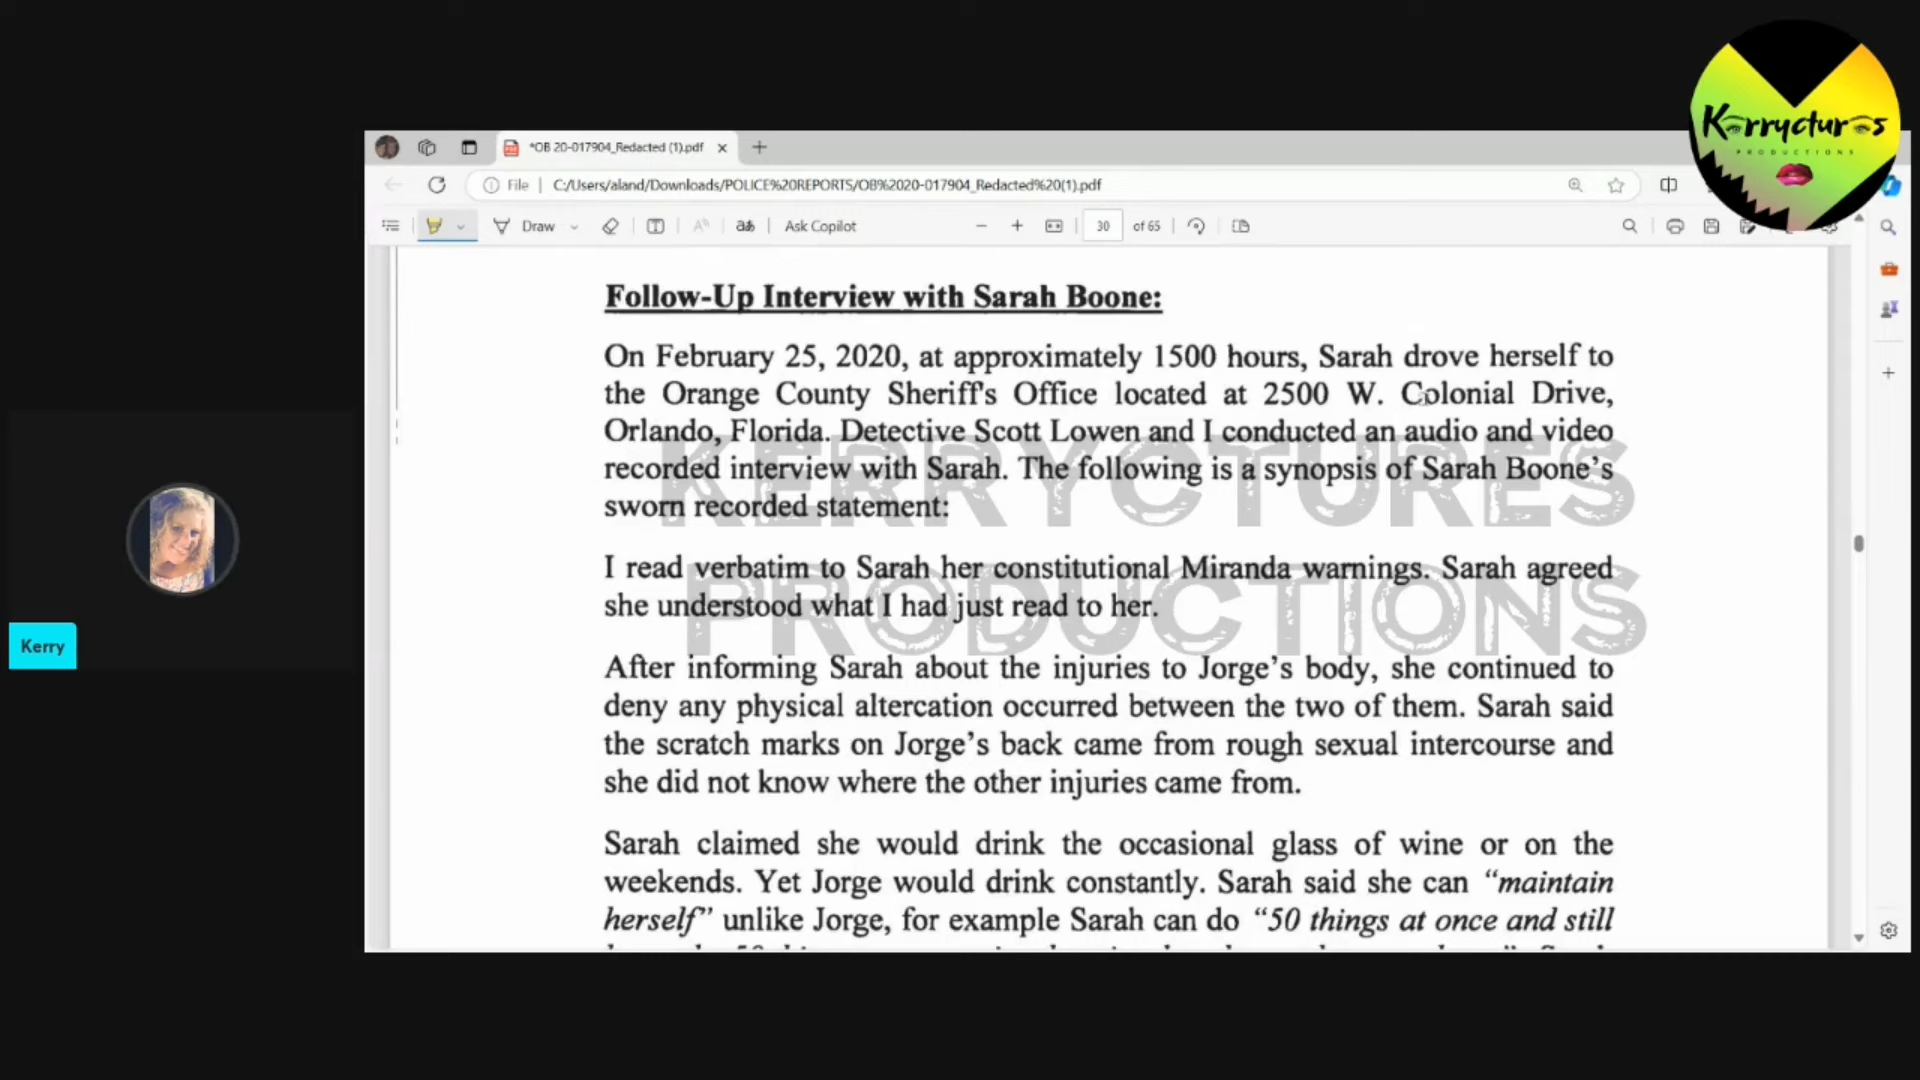 Kerryctures
PRODUCTIONS
*OB 20-017904_Redacted (1).pdf
File
C:/Users/aland/Downloads/POLICE%20REPORTS/OB%2020-017904_Redacted%20(1).pdf
Draw
Ask Copilot
30 of 65
Follow-Up Interview with Sarah Boone:
On February 25, 2020, at approximately 1500 hours, Sarah drove herself to
the Orange County Sheriff's Office located at 2500 W. Colonial Drive,
Orlando, Florida. Detective Scott Lowen and I conducted an audio and video
recorded interview with Sarah. The following is a synopsis of Sarah Boone’s
sworn recorded statement:
KERRYCTURES
PRODUCTIONS
I read verbatim to Sarah her constitutional Miranda warnings. Sarah agreed
she understood what I had just read to her.
After informing Sarah about the injuries to Jorge’s body, she continued to
deny any physical altercation occurred between the two of them. Sarah said
the scratch marks on Jorge’s back came from rough sexual intercourse and
she did not know where the other injuries came from.
Sarah claimed she would drink the occasional glass of wine or on the
weekends. Yet Jorge would drink constantly. Sarah said she can “maintain
herself” unlike Jorge, for example Sarah can do “50 things at once and still
Kerry